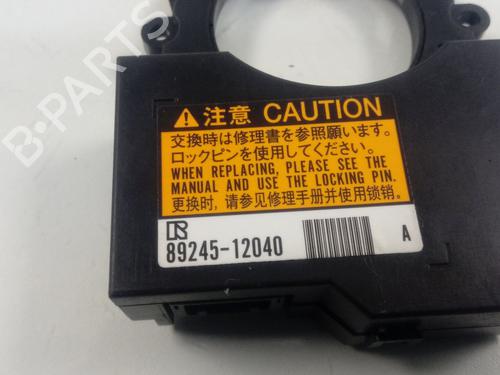 ⚠注意 CAUTION
交換時は修理書を参照願います。
ロックピンを使用してください。
WHEN REPLACING, PLEASE SEE THE
MANUAL AND USE THE LOCKING PIN.
更换时, 请参见修理手册并使用锁销。
89245-12040
A
B-PARTS